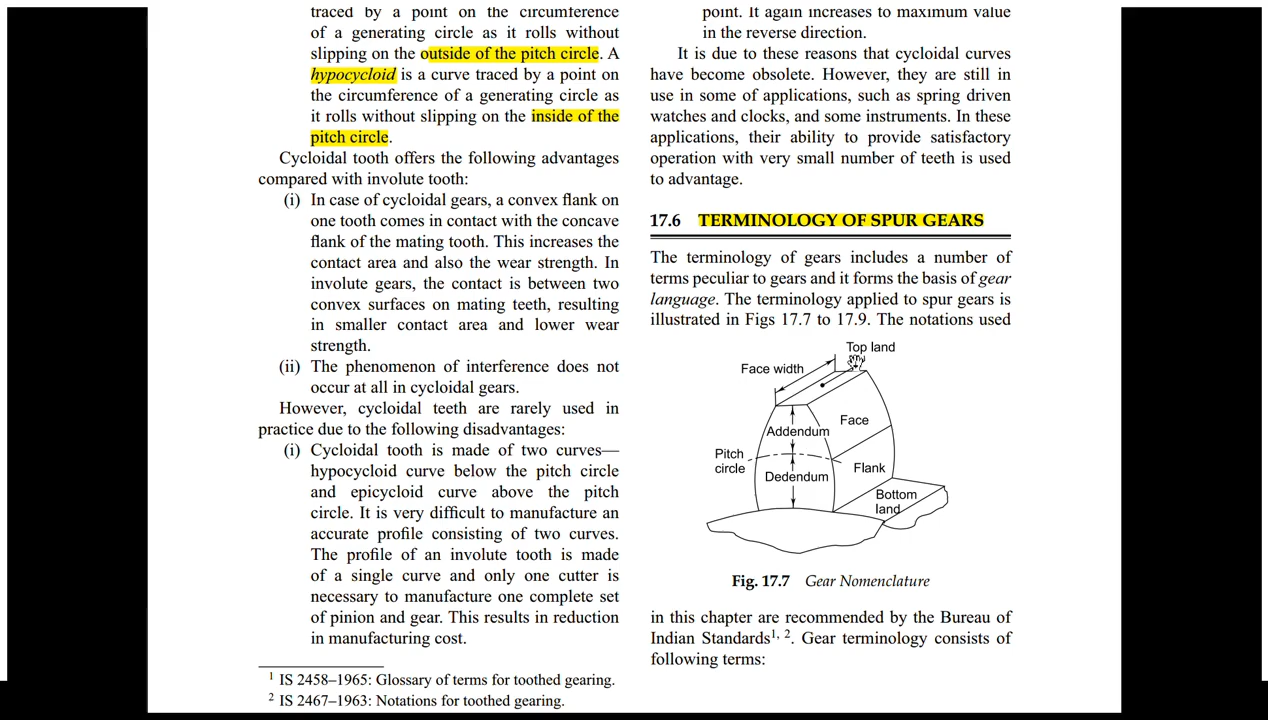 traced by a point on the circumference
of a generating circle as it rolls without
slipping on the outside of the pitch circle. A
hypocycloid is a curve traced by a point on
the circumference of a generating circle as
it rolls without slipping on the inside of the
pitch circle.
Cycloidal tooth offers the following advantages
compared with involute tooth:
(i) In case of cycloidal gears, a convex flank on
one tooth comes in contact with the concave
flank of the mating tooth. This increases the
contact area and also the wear strength. In
involute gears, the contact is between two
convex surfaces on mating teeth, resulting
in smaller contact area and lower wear
strength.
(ii) The phenomenon of interference does not
occur at all in cycloidal gears.
However, cycloidal teeth are rarely used in
practice due to the following disadvantages:
(i) Cycloidal tooth is made of two curves—
hypocycloid curve below the pitch circle
and epicycloid curve above the pitch
circle. It is very difficult to manufacture an
accurate profile consisting of two curves.
The profile of an involute tooth is made
of a single curve and only one cutter is
necessary to manufacture one complete set
of pinion and gear. This results in reduction
in manufacturing cost.
1 IS 2458–1965: Glossary of terms for toothed gearing.
2 IS 2467–1963: Notations for toothed gearing.
point. It again increases to maximum value
in the reverse direction.
It is due to these reasons that cycloidal curves
have become obsolete. However, they are still in
use in some of applications, such as spring driven
watches and clocks, and some instruments. In these
applications, their ability to provide satisfactory
operation with very small number of teeth is used
to advantage.
17.6 TERMINOLOGY OF SPUR GEARS
The terminology of gears includes a number of
terms peculiar to gears and it forms the basis of gear
language. The terminology applied to spur gears is
illustrated in Figs 17.7 to 17.9. The notations used
Top land
Face width
Face
Addendum
Pitch
circle
Flank
Dedendum
Bottom
land
Fig. 17.7 Gear Nomenclature
in this chapter are recommended by the Bureau of
Indian Standards1, 2. Gear terminology consists of
following terms: